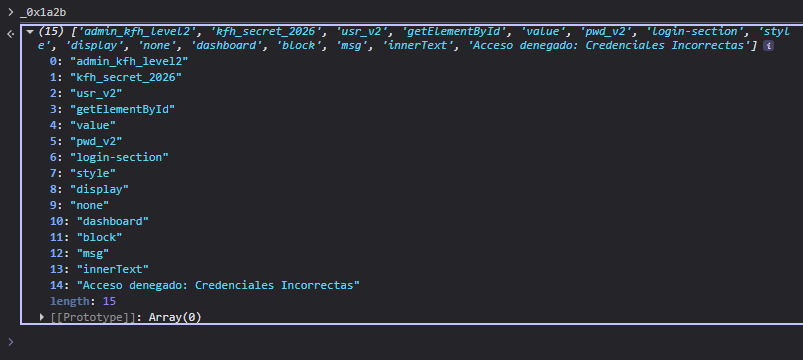 _0x1a2b
(15) ['admin_kfh_level2', 'kfh_secret_2026', 'usr_v2', 'getElementById', 'value', 'pwd_v2', 'login-section', 'styl
e', 'display', 'none', 'dashboard', 'block', 'msg', 'innerText', 'Acceso denegado: Credenciales Incorrectas'] i
0: "admin_kfh_level2"
1: "kfh_secret_2026"
2: "usr_v2"
3: "getElementById"
4: "value"
5: "pwd_v2"
6: "login-section"
7: "style"
8: "display"
9: "none"
10: "dashboard"
11: "block"
12: "msg"
13: "innerText"
14: "Acceso denegado: Credenciales Incorrectas"
length: 15
[[Prototype]]: Array(0)